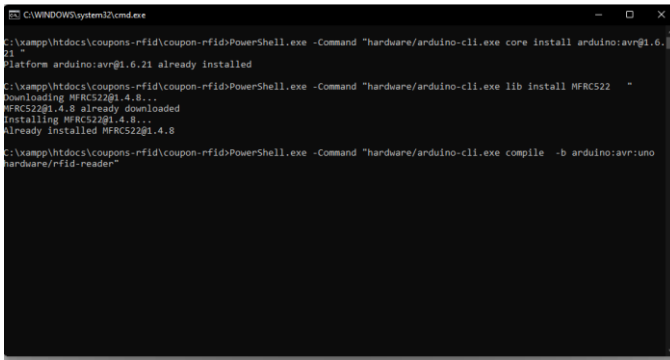 C:\WINDOWS\system32\cmd.exe
C:\xampp\htdocs\coupons-rfid\coupon-rfid>PowerShell.exe -Command "hardware/arduino-cli.exe core install arduino:avr@1.6.
21 "
Platform arduino:avr@1.6.21 already installed
C:\xampp\htdocs\coupons-rfid\coupon-rfid>PowerShell.exe -Command "hardware/arduino-cli.exe lib install MFRC522   "
Downloading MFRC522@1.4.8...
MFRC522@1.4.8 already downloaded
Installing MFRC522@1.4.8...
Already installed MFRC522@1.4.8
C:\xampp\htdocs\coupons-rfid\coupon-rfid>PowerShell.exe -Command "hardware/arduino-cli.exe compile  -b arduino:avr:uno
hardware/rfid-reader"